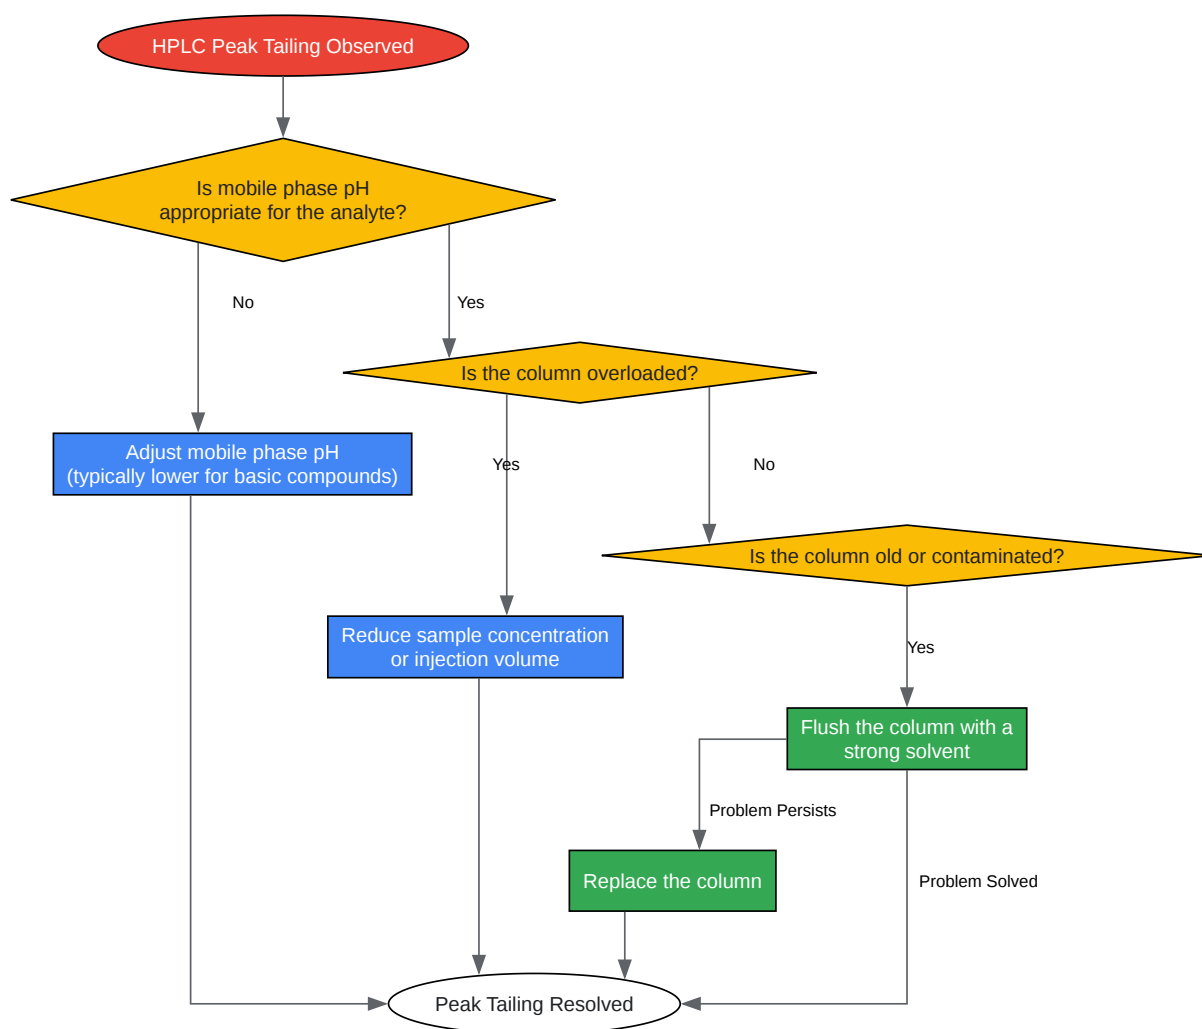 HPLC Peak Tailing Observed
Is mobile phase pH
appropriate for the analyte?
No
Yes
Is the column overloaded?
Adjust mobile phase pH
(typically lower for basic compounds)
Yes
No
Is the column old or contaminated?
Reduce sample concentration
or injection volume
Yes
Flush the column with a
strong solvent
Problem Persists
Replace the column
Problem Solved
Peak Tailing Resolved